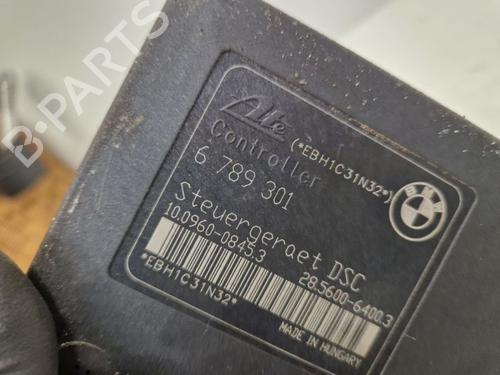 B-PARTS
Ate
(*EBH1C31N32*)
Controller
6 789 301
BMW
Steuergeraet DSC
10.0960-0845.3
28.5600-6400.3
*EBH1C31N32*
MADE IN HUNGARY